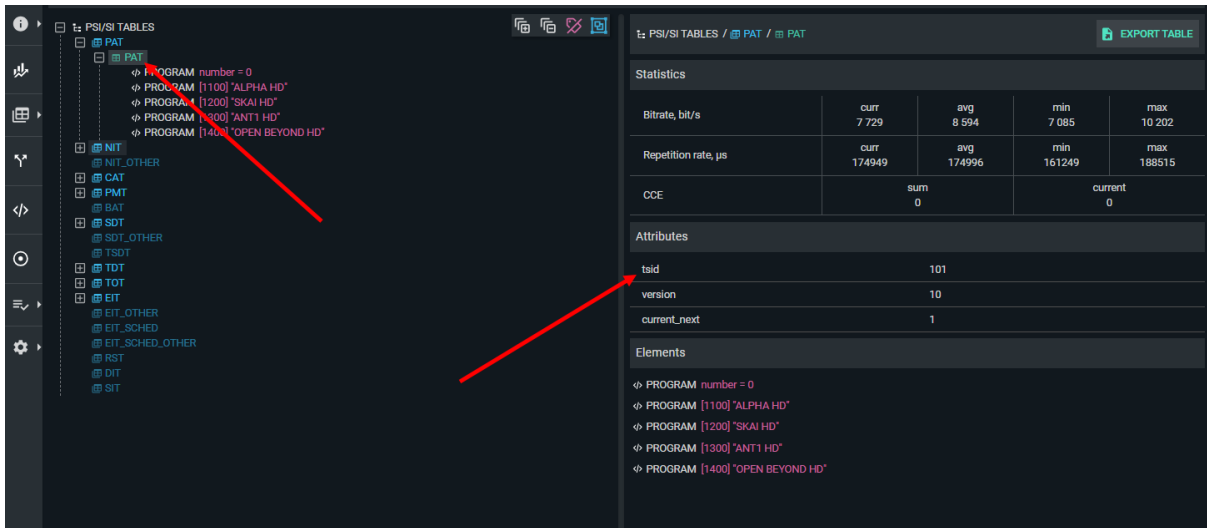 PSI/SI TABLES
PAT
PAT
PROGRAM number = 0
PROGRAM [1100] "ALPHA HD"
PROGRAM [1200] "SKAI HD"
PROGRAM [1300] "ANT1 HD"
PROGRAM [1400] "OPEN BEYOND HD"
NIT
NIT_OTHER
CAT
PMT
BAT
SDT
SDT_OTHER
TSDT
TDT
TOT
EIT
EIT_OTHER
EIT_SCHED
EIT_SCHED_OTHER
RST
DIT
SIT
PSI/SI TABLES / PAT / PAT
EXPORT TABLE
Statistics
Bitrate, bit/s curr avg min max
7 729 8 594 7 085 10 202
Repetition rate, µs curr avg min max
174949 174996 161249 188515
CCE sum current
0 0
Attributes
tsid 101
version 10
current_next 1
Elements
PROGRAM number = 0
PROGRAM [1100] "ALPHA HD"
PROGRAM [1200] "SKAI HD"
PROGRAM [1300] "ANT1 HD"
PROGRAM [1400] "OPEN BEYOND HD"